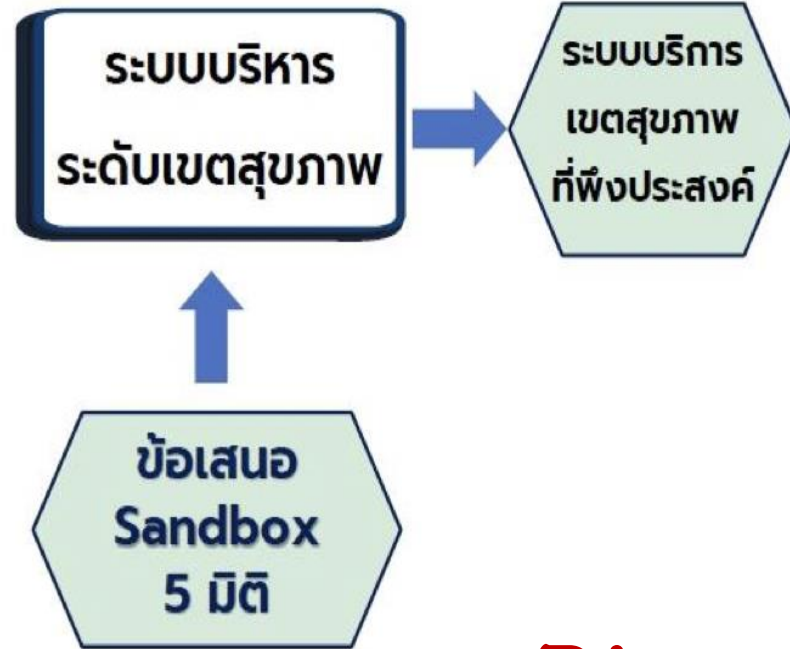 ระบบบริหาร
ระดับเขตสุขภาพ
ระบบบริการ
เขตสุขภาพ
ที่พึงประสงค์
ข้อเสนอ
Sandbox
5 มิติ